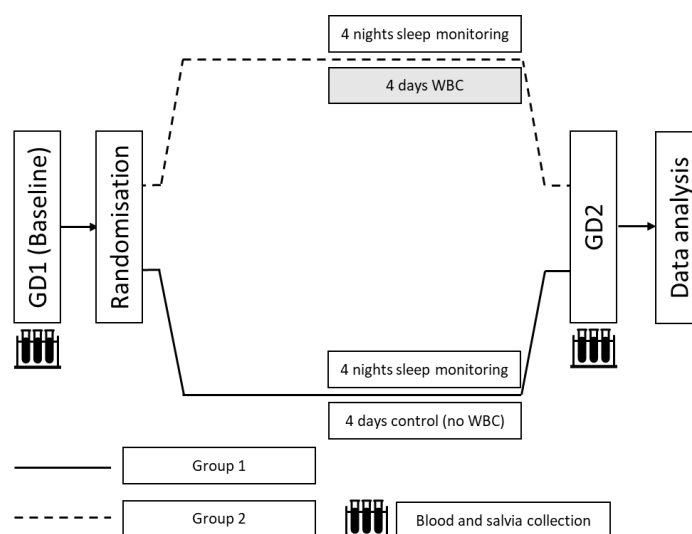 4 nights sleep monitoring
4 days WBC
GD1 (Baseline)
Randomisation
GD2
Data analysis
4 nights sleep monitoring
4 days control (no WBC)
Group 1
Group 2
Blood and salvia collection